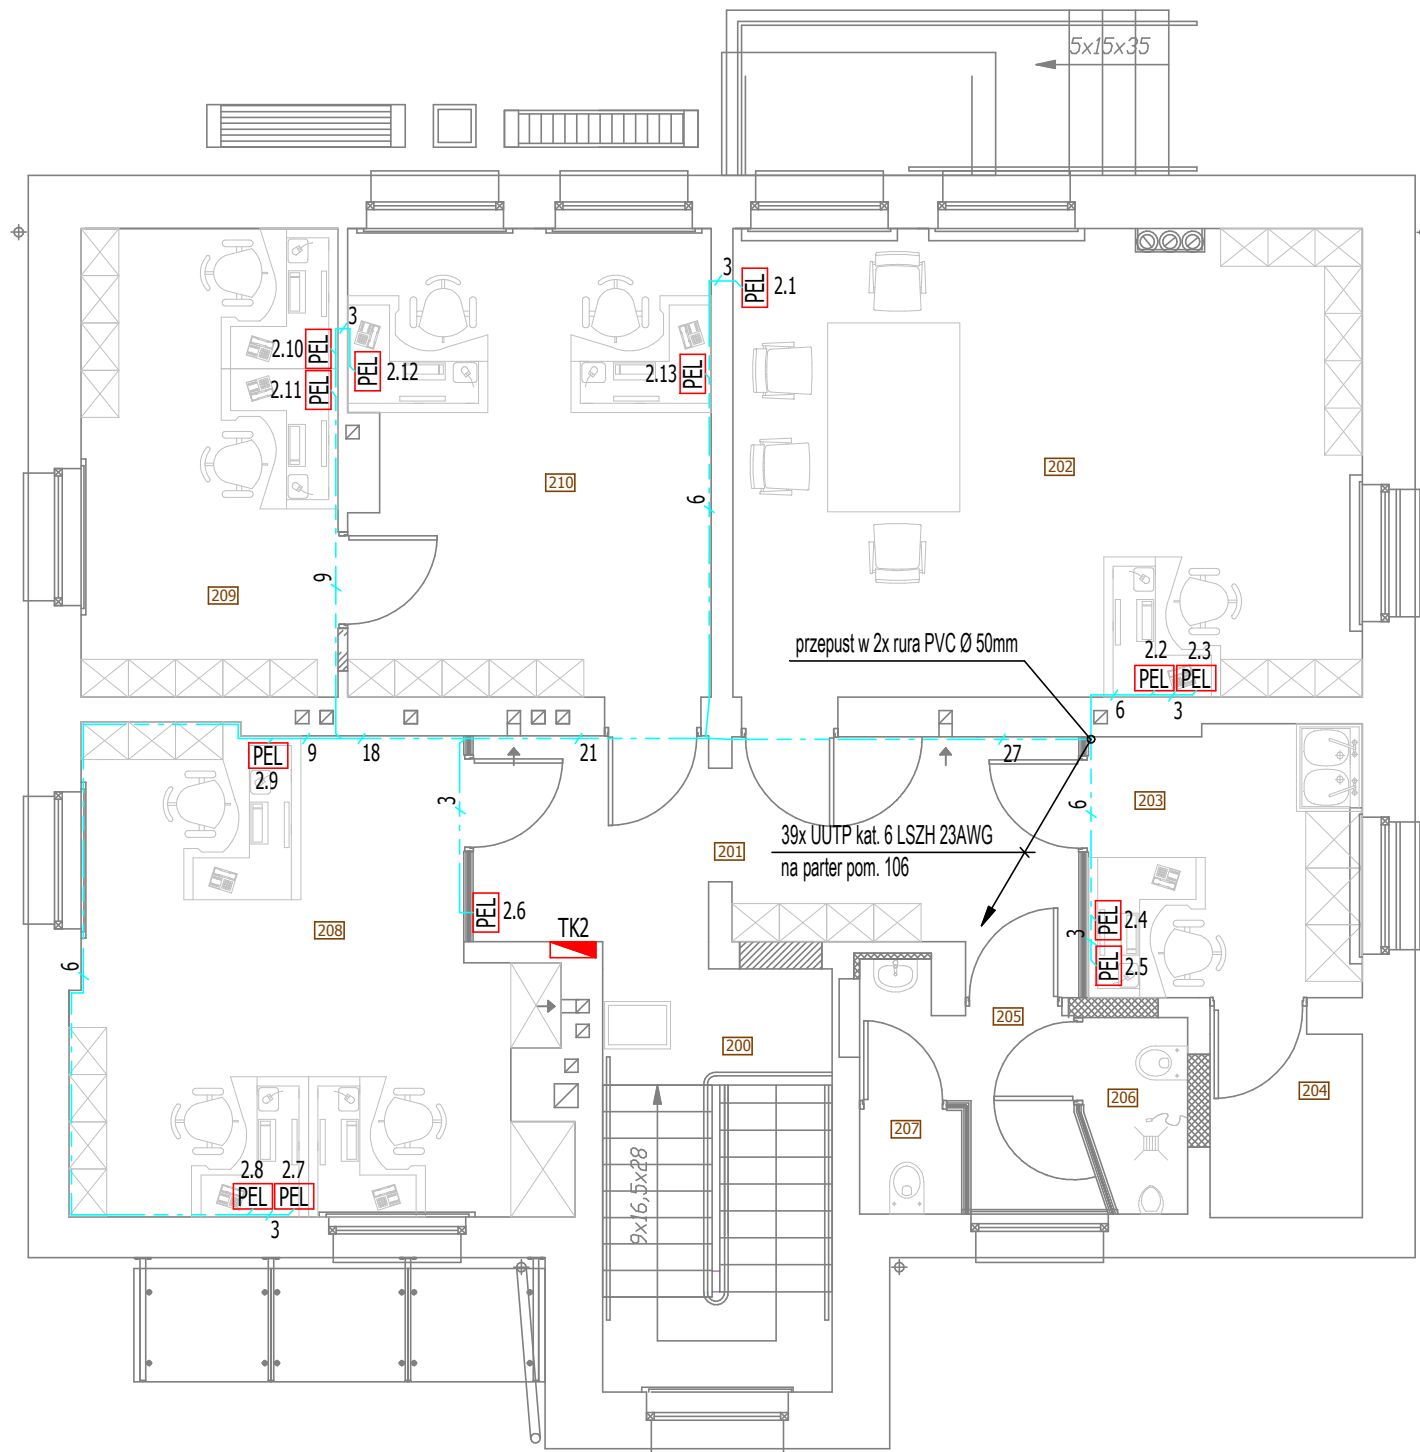 5x15x35
3
PEL 2.1
3
2.10 PEL
PEL 2.12
2.13 PEL
2.11 PEL
202
210
6
9
209
przepust w 2x rura PVC Ø 50mm
2.2 2.3
PEL PEL
6 3
9 18 21 27
PEL
2.9
3
6
203
39x UUTP kat. 6 LSZH 23AWG
201
na parter pom. 106
PEL 2.6
PEL 2.4
TK2
208
3
PEL 2.5
6
205
200
204
206
207
9x16,5x28
2.8 2.7
PEL PEL
3